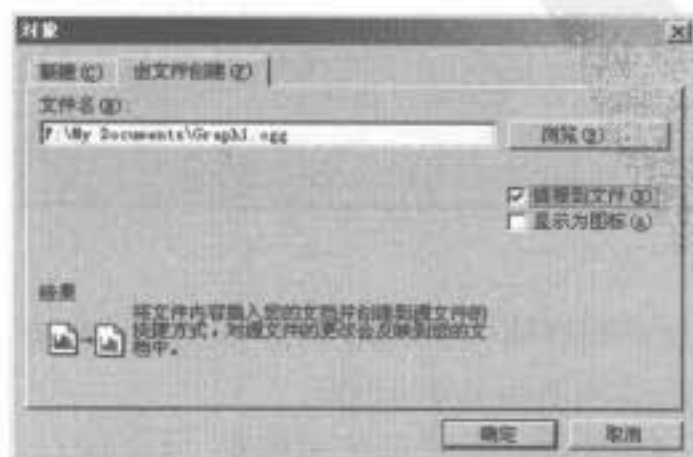 对象
新建(C)
由文件创建(F)
文件名(N):
F:\My Documents\Graph1.ogg
浏览(B)...
链接到文件(K)
显示为图标(A)
结果
将文件内容插入您的文档并创建到源文件的
快捷方式，对源文件的更改会反映到您的文
档中。
确定
取消